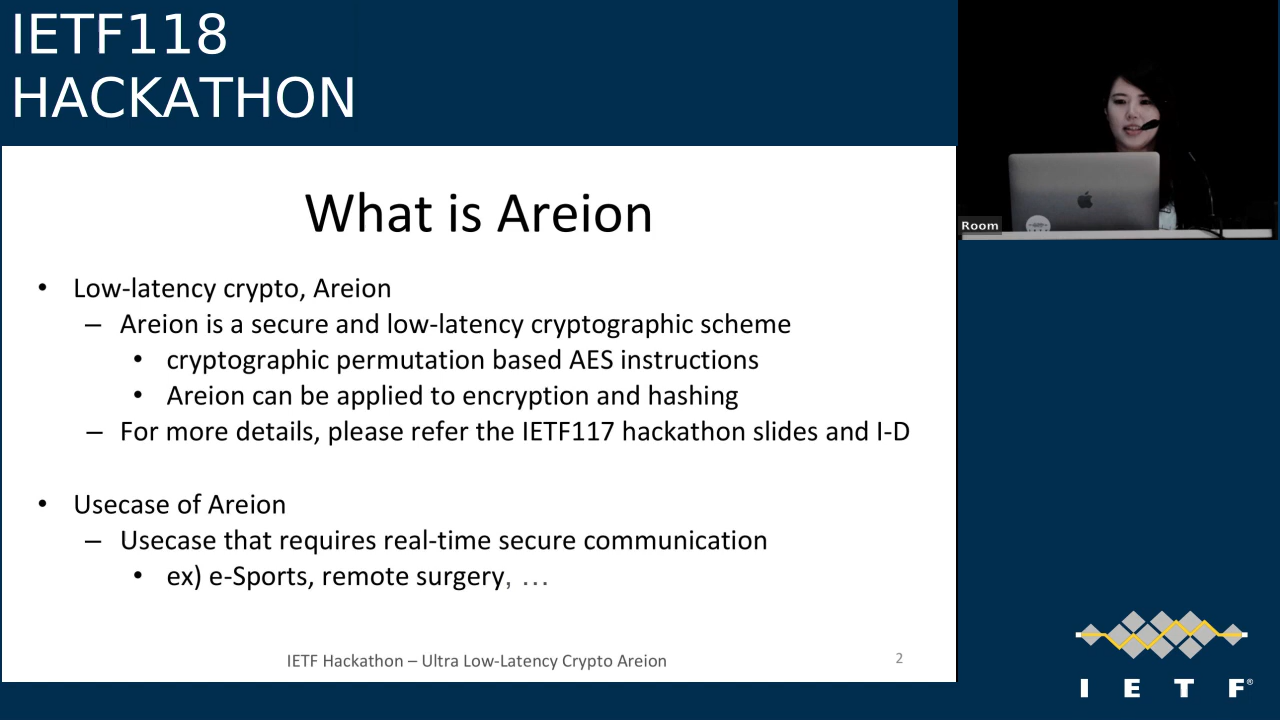 IETF118
HACKATHON
What is Areion
• Low-latency crypto, Areion
– Areion is a secure and low-latency cryptographic scheme
• cryptographic permutation based AES instructions
• Areion can be applied to encryption and hashing
– For more details, please refer the IETF117 hackathon slides and I-D
• Usecase of Areion
– Usecase that requires real-time secure communication
• ex) e-Sports, remote surgery, …
IETF Hackathon – Ultra Low-Latency Crypto Areion
2
Room
I E T F®